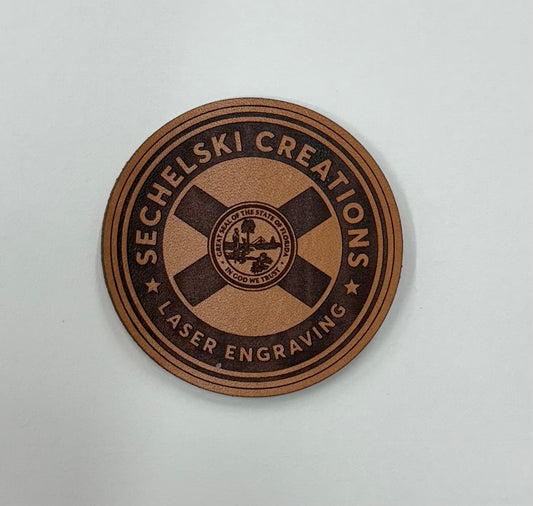 SECHELSKI CREATIONS
GREAT SEAL OF THE STATE OF FLORIDA
IN GOD WE TRUST
LASER ENGRAVING